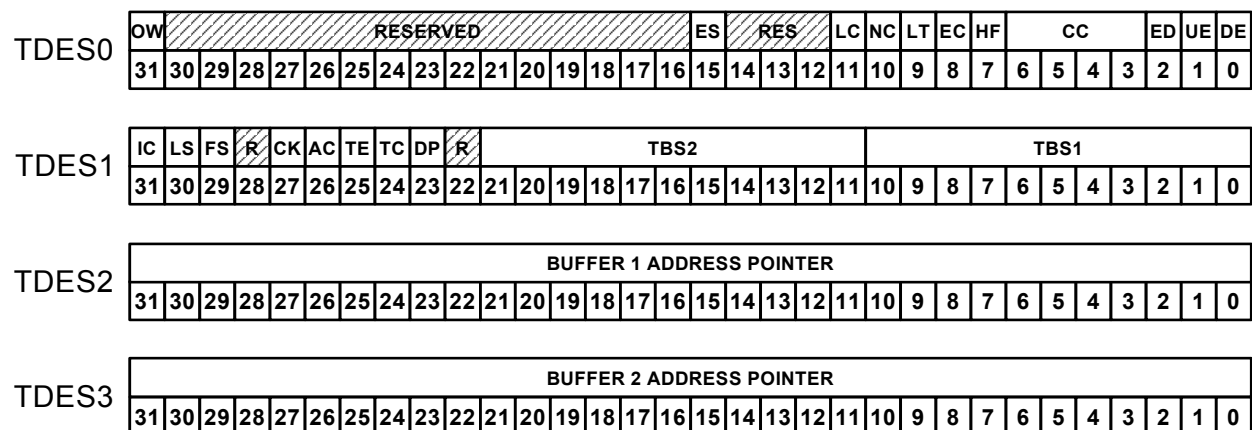 TDES0
OW RESERVED ES RES LC NC LT EC HF CC ED UE DE
31 30 29 28 27 26 25 24 23 22 21 20 19 18 17 16 15 14 13 12 11 10 9 8 7 6 5 4 3 2 1 0
TDES1
IC LS FS R CK AC TE TC DP R TBS2 TBS1
31 30 29 28 27 26 25 24 23 22 21 20 19 18 17 16 15 14 13 12 11 10 9 8 7 6 5 4 3 2 1 0
TDES2
BUFFER 1 ADDRESS POINTER
31 30 29 28 27 26 25 24 23 22 21 20 19 18 17 16 15 14 13 12 11 10 9 8 7 6 5 4 3 2 1 0
TDES3
BUFFER 2 ADDRESS POINTER
31 30 29 28 27 26 25 24 23 22 21 20 19 18 17 16 15 14 13 12 11 10 9 8 7 6 5 4 3 2 1 0